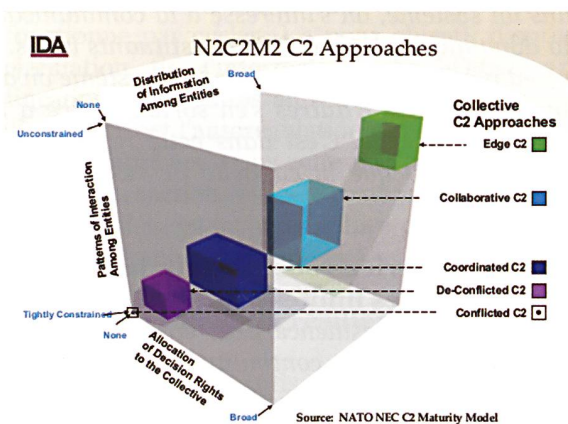 IDA
N2C2M2 C2 Approaches
Distribution
of Information
Among Entities
Broad
None
Unconstrained
Collective
C2 Approaches
Edge C2
Collaborative C2
Patterns of Interaction
Among Entities
Coordinated C2
De-Conflicted C2
Conflicted C2
Tightly Constrained
None
Allocation
of Decision Rights
to the Collective
Broad
Source: NATO NEC C2 Maturity Model